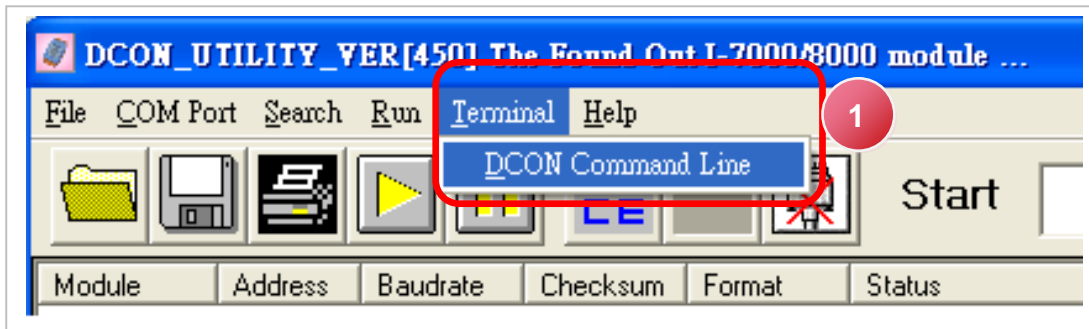 DCON_UTILITY_VER[450] The Found Out I-7000/8000 module ...
File COM Port Search Run Terminal Help
1
DCON Command Line
Start
Module Address Baudrate Checksum Format Status